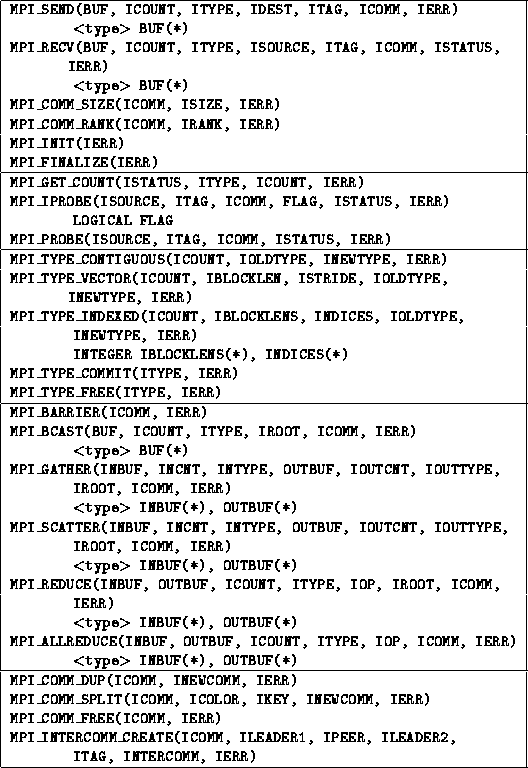 MPI_SEND(BUF, ICOUNT, ITYPE, IDEST, ITAG, ICOMM, IERR)
<type> BUF(*)
MPI_RECV(BUF, ICOUNT, ITYPE, ISOURCE, ITAG, ICOMM, ISTATUS,
IERR)
<type> BUF(*)
MPI_COMM_SIZE(ICOMM, ISIZE, IERR)
MPI_COMM_RANK(ICOMM, IRANK, IERR)
MPI_INIT(IERR)
MPI_FINALIZE(IERR)
MPI_GET_COUNT(ISTATUS, ITYPE, ICOUNT, IERR)
MPI_IPROBE(ISOURCE, ITAG, ICOMM, FLAG, ISTATUS, IERR)
LOGICAL FLAG
MPI_PROBE(ISOURCE, ITAG, ICOMM, ISTATUS, IERR)
MPI_TYPE_CONTIGUOUS(ICOUNT, IOLDTYPE, INEWTYPE, IERR)
MPI_TYPE_VECTOR(ICOUNT, IBLOCKLEN, ISTRIDE, IOLDTYPE,
INEWTYPE, IERR)
MPI_TYPE_INDEXED(ICOUNT, IBLOCKLENS, INDICES, IOLDTYPE,
INEWTYPE, IERR)
INTEGER IBLOCKLENS(*), INDICES(*)
MPI_TYPE_COMMIT(ITYPE, IERR)
MPI_TYPE_FREE(ITYPE, IERR)
MPI_BARRIER(ICOMM, IERR)
MPI_BCAST(BUF, ICOUNT, ITYPE, IROOT, ICOMM, IERR)
<type> BUF(*)
MPI_GATHER(INBUF, INCNT, INTYPE, OUTBUF, IOUTCNT, IOUTTYPE,
IROOT, ICOMM, IERR)
<type> INBUF(*), OUTBUF(*)
MPI_SCATTER(INBUF, INCNT, INTYPE, OUTBUF, IOUTCNT, IOUTTYPE,
IROOT, ICOMM, IERR)
<type> INBUF(*), OUTBUF(*)
MPI_REDUCE(INBUF, OUTBUF, ICOUNT, ITYPE, IOP, IROOT, ICOMM,
IERR)
<type> INBUF(*), OUTBUF(*)
MPI_ALLREDUCE(INBUF, OUTBUF, ICOUNT, ITYPE, IOP, ICOMM, IERR)
<type> INBUF(*), OUTBUF(*)
MPI_COMM_DUP(ICOMM, INEWCOMM, IERR)
MPI_COMM_SPLIT(ICOMM, ICOLOR, IKEY, INEWCOMM, IERR)
MPI_COMM_FREE(ICOMM, IERR)
MPI_INTERCOMM_CREATE(ICOMM, ILEADER1, IPEER, ILEADER2,
ITAG, INTERCOMM, IERR)